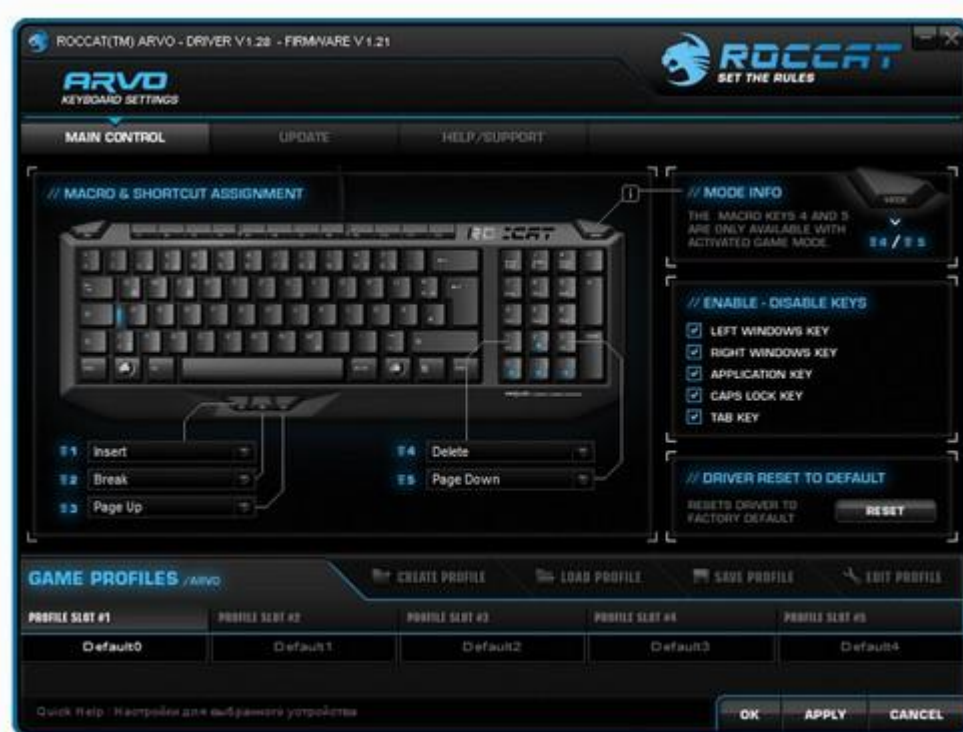 ROCCAT(TM) ARVO - DRIVER V1.28 - FIRMWARE V1.21
ROCCAT
SET THE RULES
ARVO
KEYBOARD SETTINGS
MAIN CONTROL
UPDATE
HELP/SUPPORT
// MACRO & SHORTCUT ASSIGNMENT
1 Insert
2 Break
3 Page Up
4 Delete
5 Page Down
// MODE INFO
THE MACRO KEYS 4 AND 5
ARE ONLY AVAILABLE WITH
ACTIVATED GAME MODE.
MODE
4 / 5
// ENABLE - DISABLE KEYS
LEFT WINDOWS KEY
RIGHT WINDOWS KEY
APPLICATION KEY
CAPS LOCK KEY
TAB KEY
// DRIVER RESET TO DEFAULT
RESETS DRIVER TO
FACTORY DEFAULT
RESET
GAME PROFILES /ARVO
CREATE PROFILE
LOAD PROFILE
SAVE PROFILE
EDIT PROFILE
PROFILE SLOT #1
PROFILE SLOT #2
PROFILE SLOT #3
PROFILE SLOT #4
PROFILE SLOT #5
Default0
Default1
Default2
Default3
Default4
Quick Help : Настройки для выбранного устройства
OK
APPLY
CANCEL